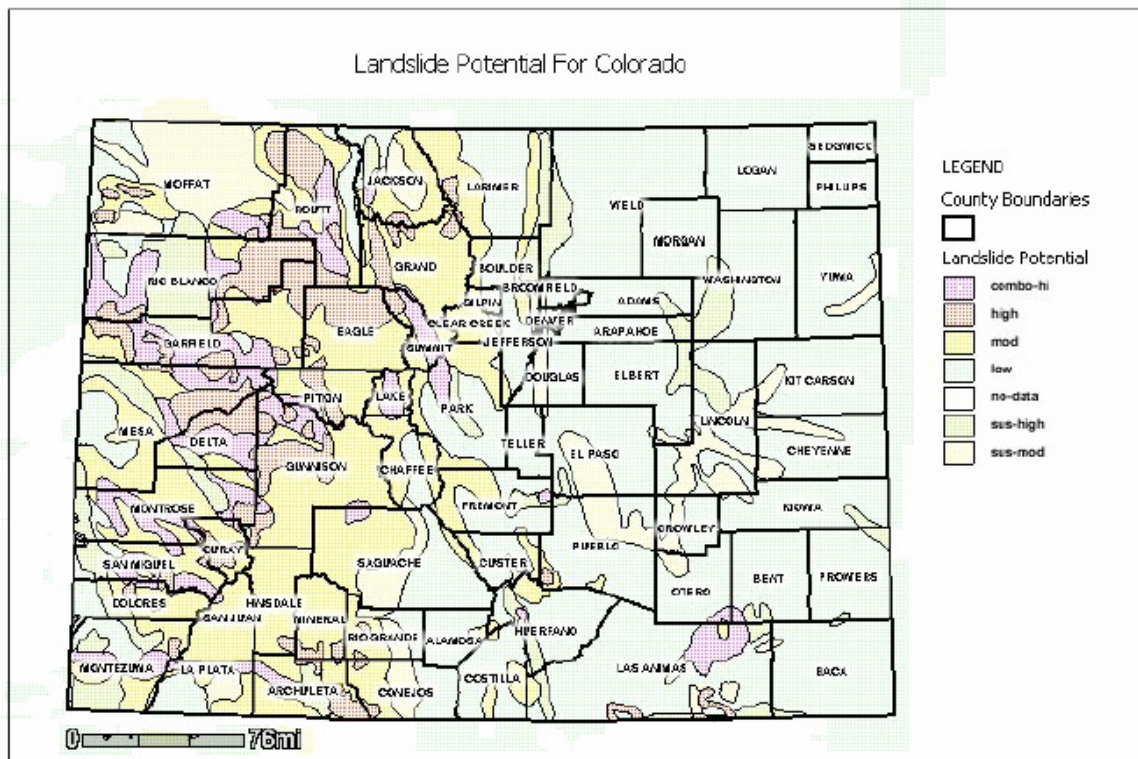 Landslide Potential For Colorado
SEDGWICK
LOGAN
PHILLIPS
MOFFAT
JACKSON
LARIMER
ROUTT
WELD
MORGAN
GRAND
BOULDER
RIO BLANCO
WASHINGTON
YUMA
BROOMFIELD
GILPIN
ADAMS
EAGLE
CLEAR CREEK
DENVER
ARAPAHOE
GARFIELD
SUMMIT
JEFFERSON
DOUGLAS
ELBERT
KIT CARSON
PITKIN
LAKE
PARK
MESA
DELTA
LINCOLN
TELLER
EL PASO
CHEYENNE
GUNNISON
CHAFFEE
MONTROSE
FREMONT
KIOWA
CROWLEY
OURAY
PUEBLO
SAN MIGUEL
SAGUACHE
CUSTER
BENT
PROWERS
OTERO
DOLORES
HINSDALE
SAN JUAN
MINERAL
RIO GRANDE
ALAMOSA
HUERFANO
MONTEZUMA
LA PLATA
LAS ANIMAS
BACA
ARCHULETA
CONEJOS
COSTILLA
0 76mi
LEGEND
County Boundaries
Landslide Potential
combo-hi
high
mod
low
no-data
sus-high
sus-mod